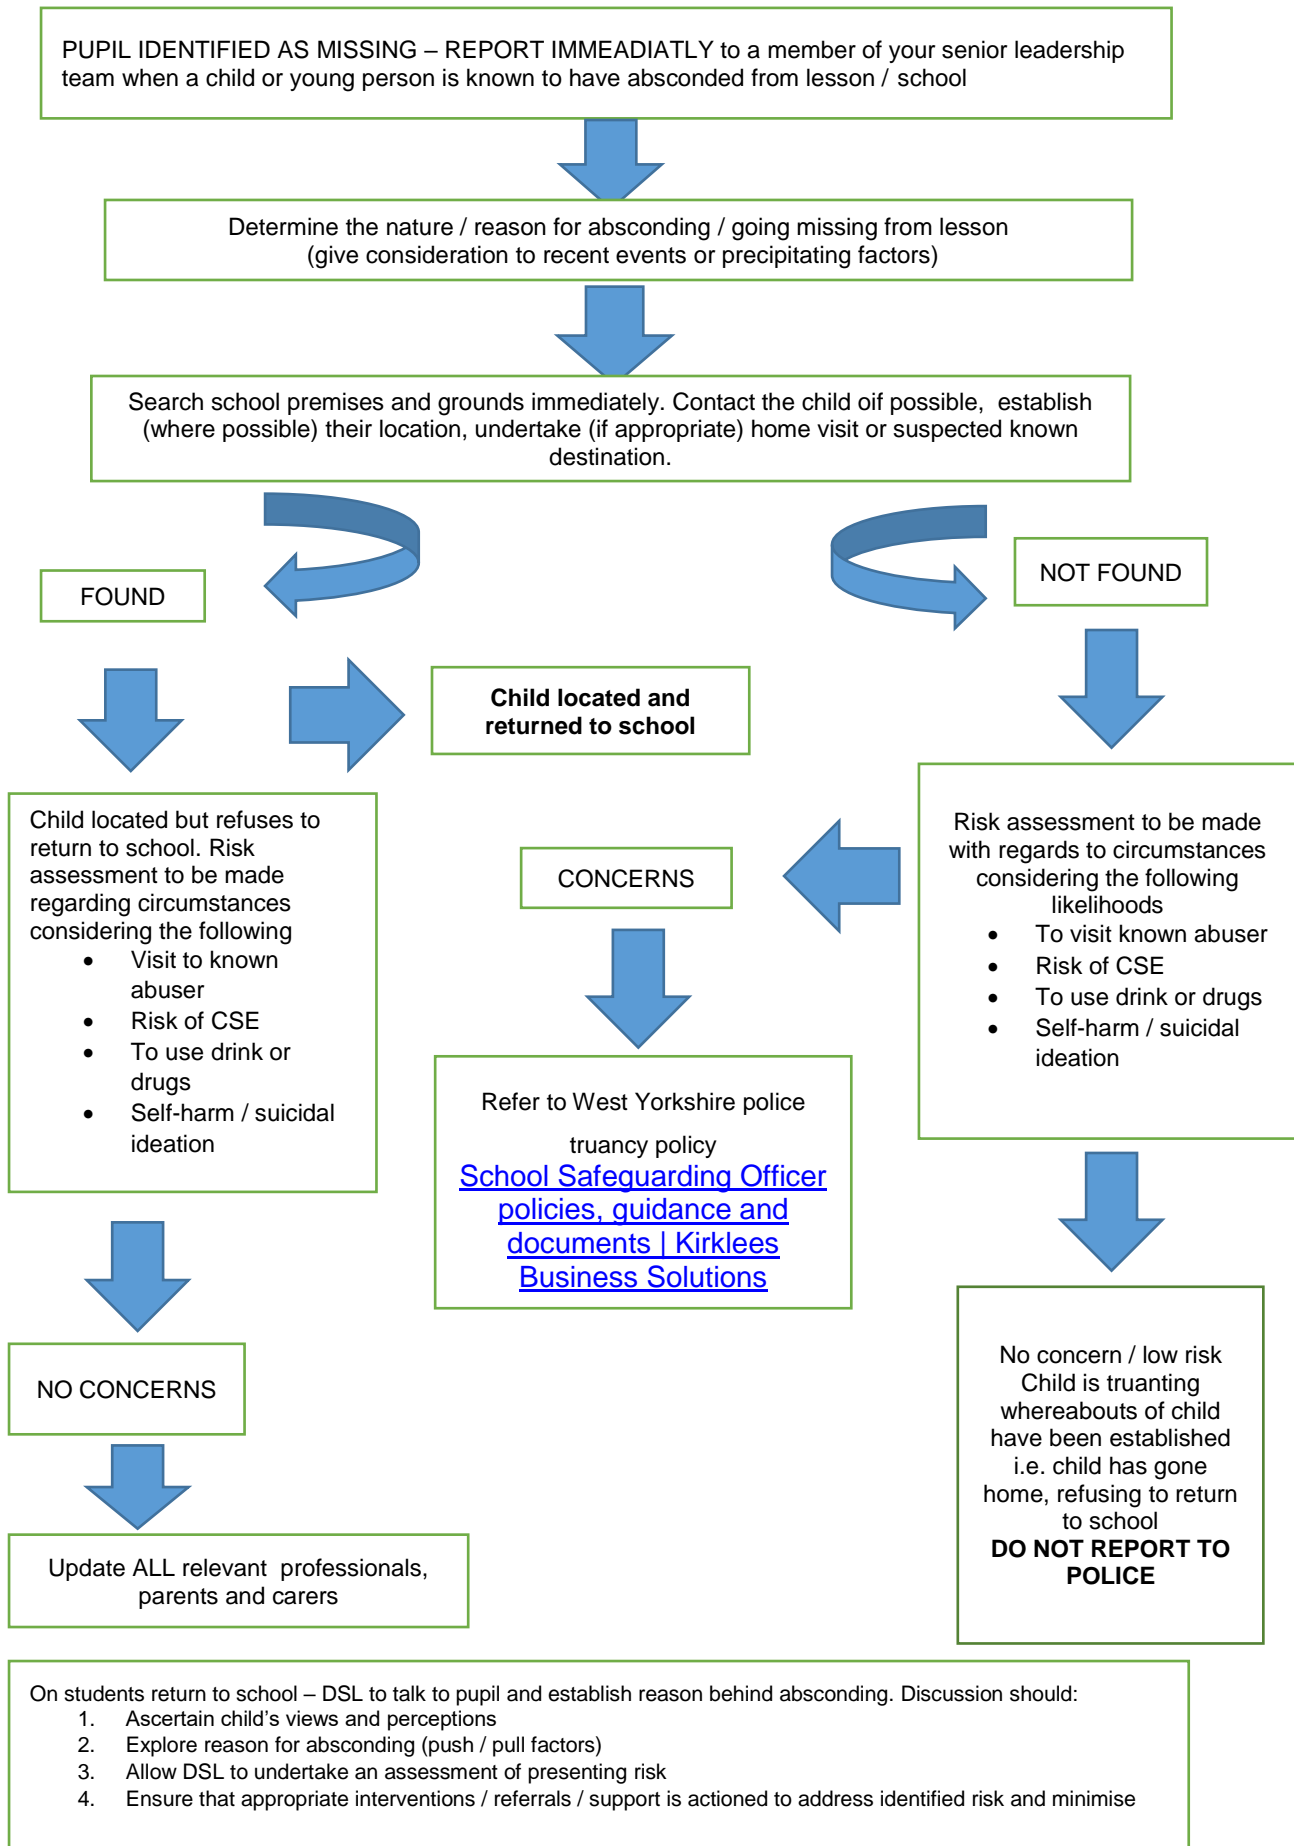 PUPIL IDENTIFIED AS MISSING – REPORT IMMEADIATLY to a member of your senior leadership
team when a child or young person is known to have absconded from lesson / school
Determine the nature / reason for absconding / going missing from lesson
(give consideration to recent events or precipitating factors)
Search school premises and grounds immediately. Contact the child oif possible, establish
(where possible) their location, undertake (if appropriate) home visit or suspected known
destination.
FOUND
NOT FOUND
Child located and
returned to school
Child located but refuses to
return to school. Risk
assessment to be made
regarding circumstances
considering the following
• Visit to known
abuser
• Risk of CSE
• To use drink or
drugs
• Self-harm / suicidal
ideation
CONCERNS
Risk assessment to be made
with regards to circumstances
considering the following
likelihoods
• To visit known abuser
• Risk of CSE
• To use drink or drugs
• Self-harm / suicidal
ideation
Refer to West Yorkshire police
truancy policy
School Safeguarding Officer
policies, guidance and
documents | Kirklees
Business Solutions
NO CONCERNS
No concern / low risk
Child is truanting
whereabouts of child
have been established
i.e. child has gone
home, refusing to return
to school
DO NOT REPORT TO
POLICE
Update ALL relevant professionals,
parents and carers
On students return to school – DSL to talk to pupil and establish reason behind absconding. Discussion should:
1. Ascertain child's views and perceptions
2. Explore reason for absconding (push / pull factors)
3. Allow DSL to undertake an assessment of presenting risk
4. Ensure that appropriate interventions / referrals / support is actioned to address identified risk and minimise